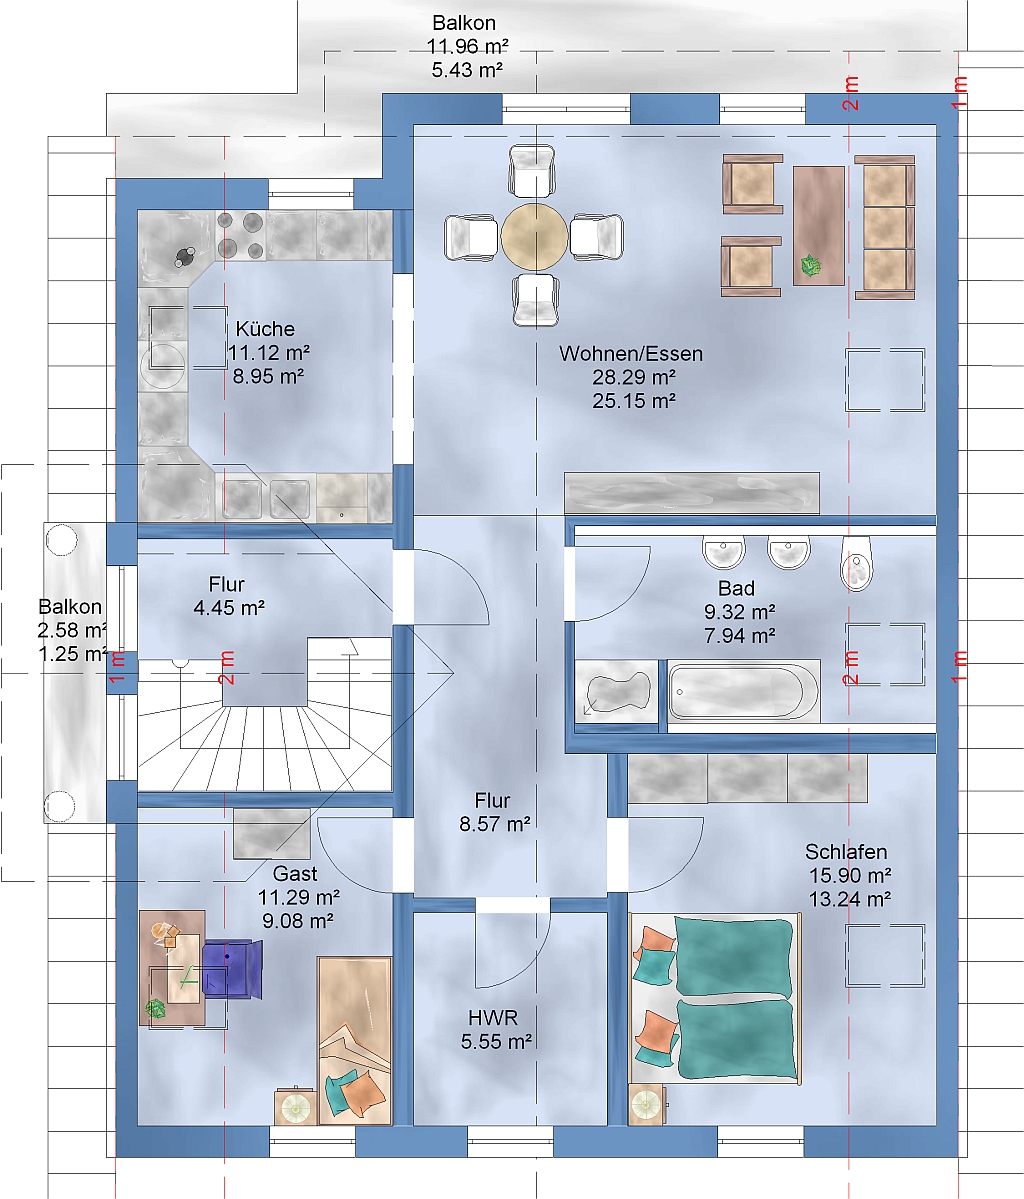 Balkon
11.96 m²
5.43 m²
2 m
1 m
Küche
11.12 m²
8.95 m²
Wohnen/Essen
28.29 m²
25.15 m²
Flur
4.45 m²
Balkon
2.58 m²
1.25 m²
1 m
2 m
Bad
9.32 m²
7.94 m²
2 m
1 m
Flur
8.57 m²
Schlafen
15.90 m²
13.24 m²
Gast
11.29 m²
9.08 m²
HWR
5.55 m²